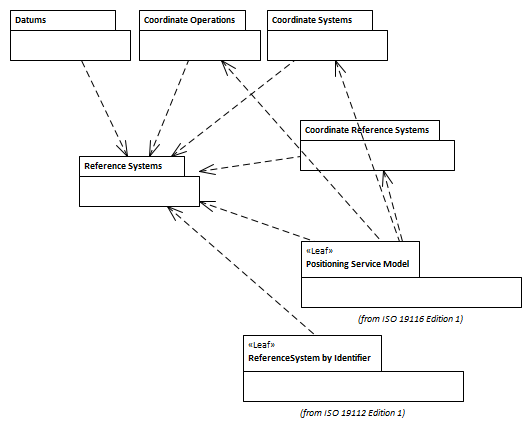 Datums
Coordinate Operations
Coordinate Systems
Coordinate Reference Systems
Reference Systems
«Leaf»
Positioning Service Model
(from ISO 19116 Edition 1)
«Leaf»
ReferenceSystem by Identifier
(from ISO 19112 Edition 1)